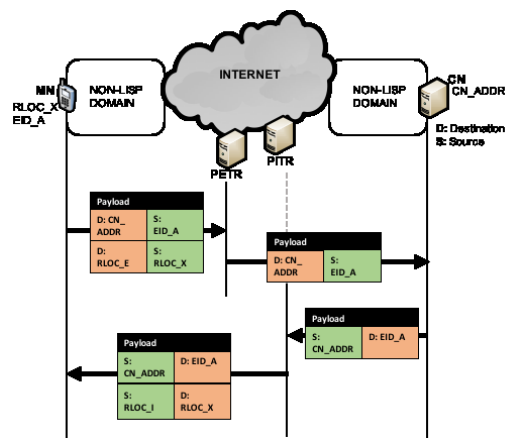 INTERNET
MN
RLOC_X
EID_A
NON-LISP
DOMAIN
NON-LISP
DOMAIN
CN
CN_ADDR
D: Destination
S: Source
PETR
PITR
Payload
D: CN_
ADDR
S:
EID_A
D:
RLOC_E
S:
RLOC_X
Payload
D: CN_
ADDR
S:
EID_A
Payload
S:
CN_ADDR
D: EID_A
Payload
S:
CN_ADDR
D: EID_A
S:
RLOC_I
D:
RLOC_X